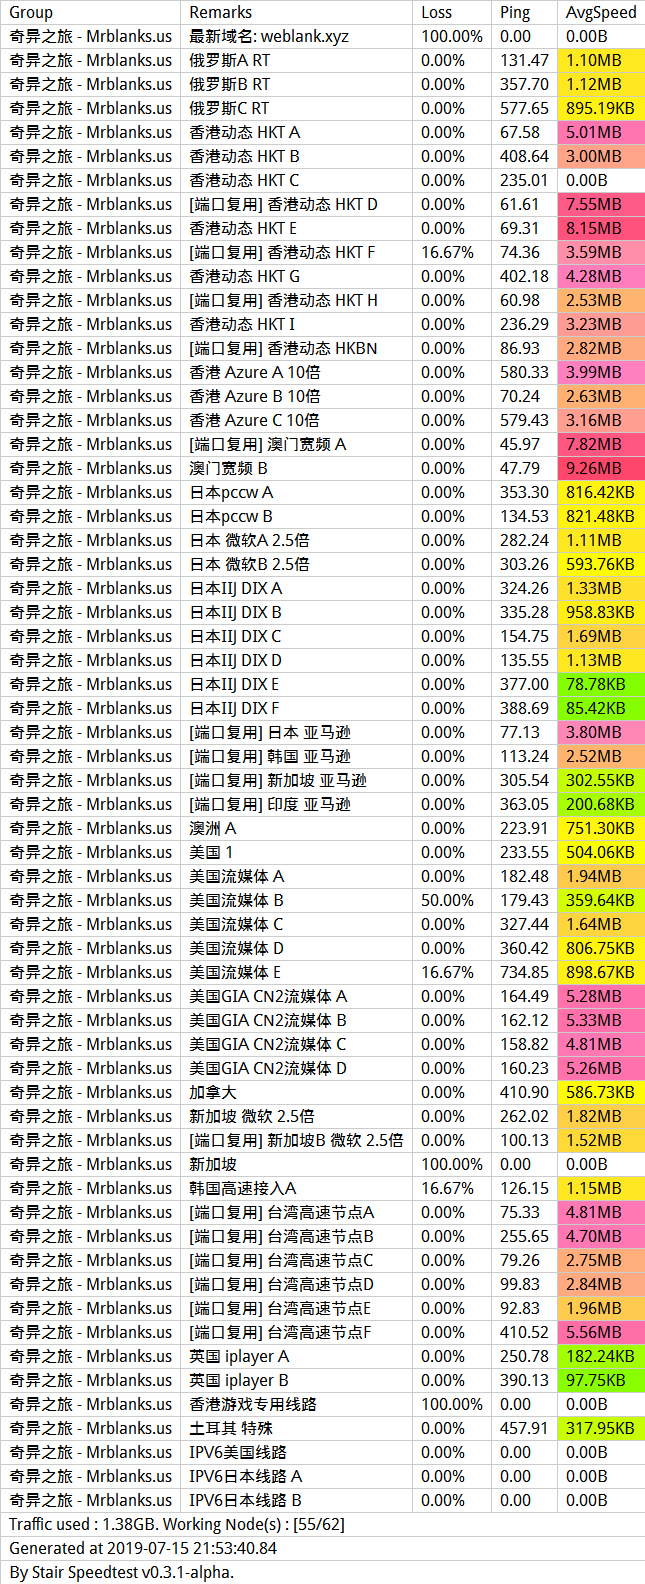 Group Remarks Loss Ping AvgSpeed
奇异之旅 - Mrblanks.us 最新域名: weblank.xyz 100.00% 0.00 0.00B
奇异之旅 - Mrblanks.us 俄罗斯A RT 0.00% 131.47 1.10MB
奇异之旅 - Mrblanks.us 俄罗斯B RT 0.00% 357.70 1.12MB
奇异之旅 - Mrblanks.us 俄罗斯C RT 0.00% 577.65 895.19KB
奇异之旅 - Mrblanks.us 香港动态 HKT A 0.00% 67.58 5.01MB
奇异之旅 - Mrblanks.us 香港动态 HKT B 0.00% 408.64 3.00MB
奇异之旅 - Mrblanks.us 香港动态 HKT C 0.00% 235.01 0.00B
奇异之旅 - Mrblanks.us [端口复用] 香港动态 HKT D 0.00% 61.61 7.55MB
奇异之旅 - Mrblanks.us 香港动态 HKT E 0.00% 69.31 8.15MB
奇异之旅 - Mrblanks.us [端口复用] 香港动态 HKT F 16.67% 74.36 3.59MB
奇异之旅 - Mrblanks.us 香港动态 HKT G 0.00% 402.18 4.28MB
奇异之旅 - Mrblanks.us [端口复用] 香港动态 HKT H 0.00% 60.98 2.53MB
奇异之旅 - Mrblanks.us 香港动态 HKT I 0.00% 236.29 3.23MB
奇异之旅 - Mrblanks.us [端口复用] 香港动态 HKBN 0.00% 86.93 2.82MB
奇异之旅 - Mrblanks.us 香港 Azure A 10倍 0.00% 580.33 3.99MB
奇异之旅 - Mrblanks.us 香港 Azure B 10倍 0.00% 70.24 2.63MB
奇异之旅 - Mrblanks.us 香港 Azure C 10倍 0.00% 579.43 3.16MB
奇异之旅 - Mrblanks.us [端口复用] 澳门宽频 A 0.00% 45.97 7.82MB
奇异之旅 - Mrblanks.us 澳门宽频 B 0.00% 47.79 9.26MB
奇异之旅 - Mrblanks.us 日本pccw A 0.00% 353.30 816.42KB
奇异之旅 - Mrblanks.us 日本pccw B 0.00% 134.53 821.48KB
奇异之旅 - Mrblanks.us 日本 微软A 2.5倍 0.00% 282.24 1.11MB
奇异之旅 - Mrblanks.us 日本 微软B 2.5倍 0.00% 303.26 593.76KB
奇异之旅 - Mrblanks.us 日本IIJ DIX A 0.00% 324.26 1.33MB
奇异之旅 - Mrblanks.us 日本IIJ DIX B 0.00% 335.28 958.83KB
奇异之旅 - Mrblanks.us 日本IIJ DIX C 0.00% 154.75 1.69MB
奇异之旅 - Mrblanks.us 日本IIJ DIX D 0.00% 135.55 1.13MB
奇异之旅 - Mrblanks.us 日本IIJ DIX E 0.00% 377.00 78.78KB
奇异之旅 - Mrblanks.us 日本IIJ DIX F 0.00% 388.69 85.42KB
奇异之旅 - Mrblanks.us [端口复用] 日本 亚马逊 0.00% 77.13 3.80MB
奇异之旅 - Mrblanks.us [端口复用] 韩国 亚马逊 0.00% 113.24 2.52MB
奇异之旅 - Mrblanks.us [端口复用] 新加坡 亚马逊 0.00% 305.54 302.55KB
奇异之旅 - Mrblanks.us [端口复用] 印度 亚马逊 0.00% 363.05 200.68KB
奇异之旅 - Mrblanks.us 澳洲 A 0.00% 223.91 751.30KB
奇异之旅 - Mrblanks.us 美国 1 0.00% 233.55 504.06KB
奇异之旅 - Mrblanks.us 美国流媒体 A 0.00% 182.48 1.94MB
奇异之旅 - Mrblanks.us 美国流媒体 B 50.00% 179.43 359.64KB
奇异之旅 - Mrblanks.us 美国流媒体 C 0.00% 327.44 1.64MB
奇异之旅 - Mrblanks.us 美国流媒体 D 0.00% 360.42 806.75KB
奇异之旅 - Mrblanks.us 美国流媒体 E 16.67% 734.85 898.67KB
奇异之旅 - Mrblanks.us 美国GIA CN2流媒体 A 0.00% 164.49 5.28MB
奇异之旅 - Mrblanks.us 美国GIA CN2流媒体 B 0.00% 162.12 5.33MB
奇异之旅 - Mrblanks.us 美国GIA CN2流媒体 C 0.00% 158.82 4.81MB
奇异之旅 - Mrblanks.us 美国GIA CN2流媒体 D 0.00% 160.23 5.26MB
奇异之旅 - Mrblanks.us 加拿大 0.00% 410.90 586.73KB
奇异之旅 - Mrblanks.us 新加坡 微软 2.5倍 0.00% 262.02 1.82MB
奇异之旅 - Mrblanks.us [端口复用] 新加坡B 微软 2.5倍 0.00% 100.13 1.52MB
奇异之旅 - Mrblanks.us 新加坡 100.00% 0.00 0.00B
奇异之旅 - Mrblanks.us 韩国高速接入A 16.67% 126.15 1.15MB
奇异之旅 - Mrblanks.us [端口复用] 台湾高速节点A 0.00% 75.33 4.81MB
奇异之旅 - Mrblanks.us [端口复用] 台湾高速节点B 0.00% 255.65 4.70MB
奇异之旅 - Mrblanks.us [端口复用] 台湾高速节点C 0.00% 79.26 2.75MB
奇异之旅 - Mrblanks.us [端口复用] 台湾高速节点D 0.00% 99.83 2.84MB
奇异之旅 - Mrblanks.us [端口复用] 台湾高速节点E 0.00% 92.83 1.96MB
奇异之旅 - Mrblanks.us [端口复用] 台湾高速节点F 0.00% 410.52 5.56MB
奇异之旅 - Mrblanks.us 英国 iplayer A 0.00% 250.78 182.24KB
奇异之旅 - Mrblanks.us 英国 iplayer B 0.00% 390.13 97.75KB
奇异之旅 - Mrblanks.us 香港游戏专用线路 100.00% 0.00 0.00B
奇异之旅 - Mrblanks.us 土耳其 特殊 0.00% 457.91 317.95KB
奇异之旅 - Mrblanks.us IPV6美国线路 0.00% 0.00 0.00B
奇异之旅 - Mrblanks.us IPV6日本线路 A 0.00% 0.00 0.00B
奇异之旅 - Mrblanks.us IPV6日本线路 B 0.00% 0.00 0.00B
Traffic used : 1.38GB. Working Node(s) : [55/62]
Generated at 2019-07-15 21:53:40.84
By Stair Speedtest v0.3.1-alpha.